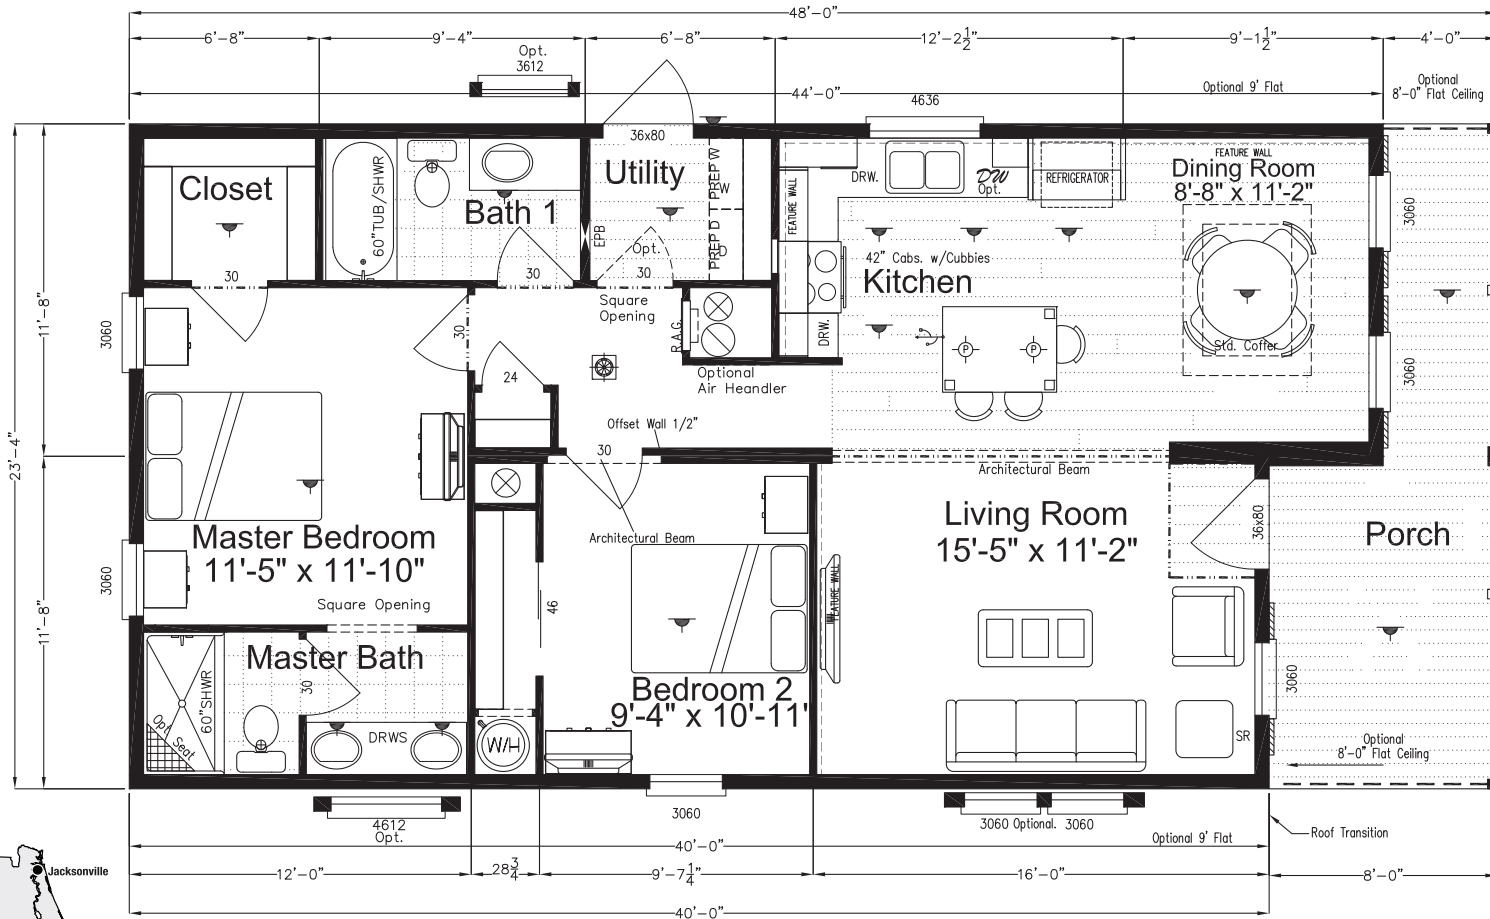 48'-0"
6'-8"
9'-4"
6'-8"
12'-2 1/2"
9'-1 1/2"
4'-0"
Opt.
3612
44'-0"
4636
Optional 9' Flat
Optional
8'-0" Flat Ceiling
36x80
Closet
30
60"TUB/SHWR
Bath 1
30
Utility
EPB
Opt.
30
PREP W
W
PREP D
D
DRW.
DW
Opt.
REFRIGERATOR
FEATURE WALL
FEATURE WALL
Dining Room
8'-8" x 11'-2"
3060
42" Cabs. w/Cubbies
Kitchen
Std. Coffer
3060
DRW.
P
P
Square
Opening
R.A.G.
Optional
Air Heandler
11'-8"
23'-4"
11'-8"
3060
30
24
Offset Wall 1/2"
30
Architectural Beam
Architectural Beam
Master Bedroom
11'-5" x 11'-10"
3060
Square Opening
46
Living Room
15'-5" x 11'-2"
36x80
Porch
FEATURE WALL
Master Bath
30
60"SHWR
Opt. Seat
DRWS
W/H
Bedroom 2
9'-4" x 10'-11'
3060
SR
Optional
8'-0" Flat Ceiling
4612
Opt.
3060
3060 Optional. 3060
Optional 9' Flat
Roof Transition
40'-0"
12'-0"
28 3/4
9'-7 1/4"
16'-0"
8'-0"
40'-0"
Jacksonville